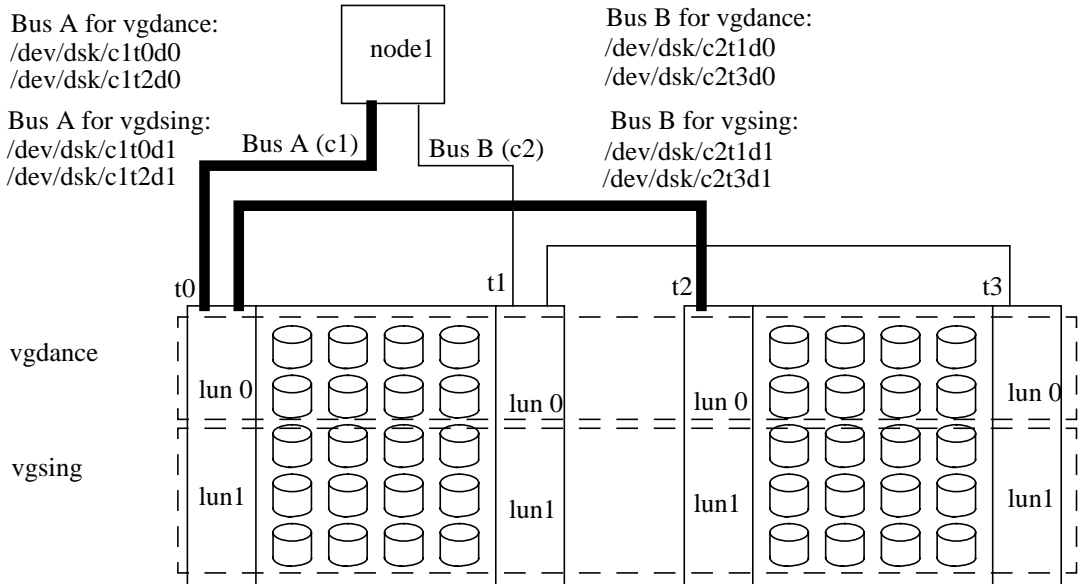 Bus A for vgdance:
/dev/dsk/c1t0d0
/dev/dsk/c1t2d0
node1
Bus B for vgdance:
/dev/dsk/c2t1d0
/dev/dsk/c2t3d0
Bus A for vgdsing:
/dev/dsk/c1t0d1
/dev/dsk/c1t2d1
Bus A (c1)
Bus B (c2)
Bus B for vgsing:
/dev/dsk/c2t1d1
/dev/dsk/c2t3d1
t0
t1
t2
t3
vgdance
lun 0
lun 0
lun 0
lun 0
vgsing
lun1
lun1
lun1
lun1